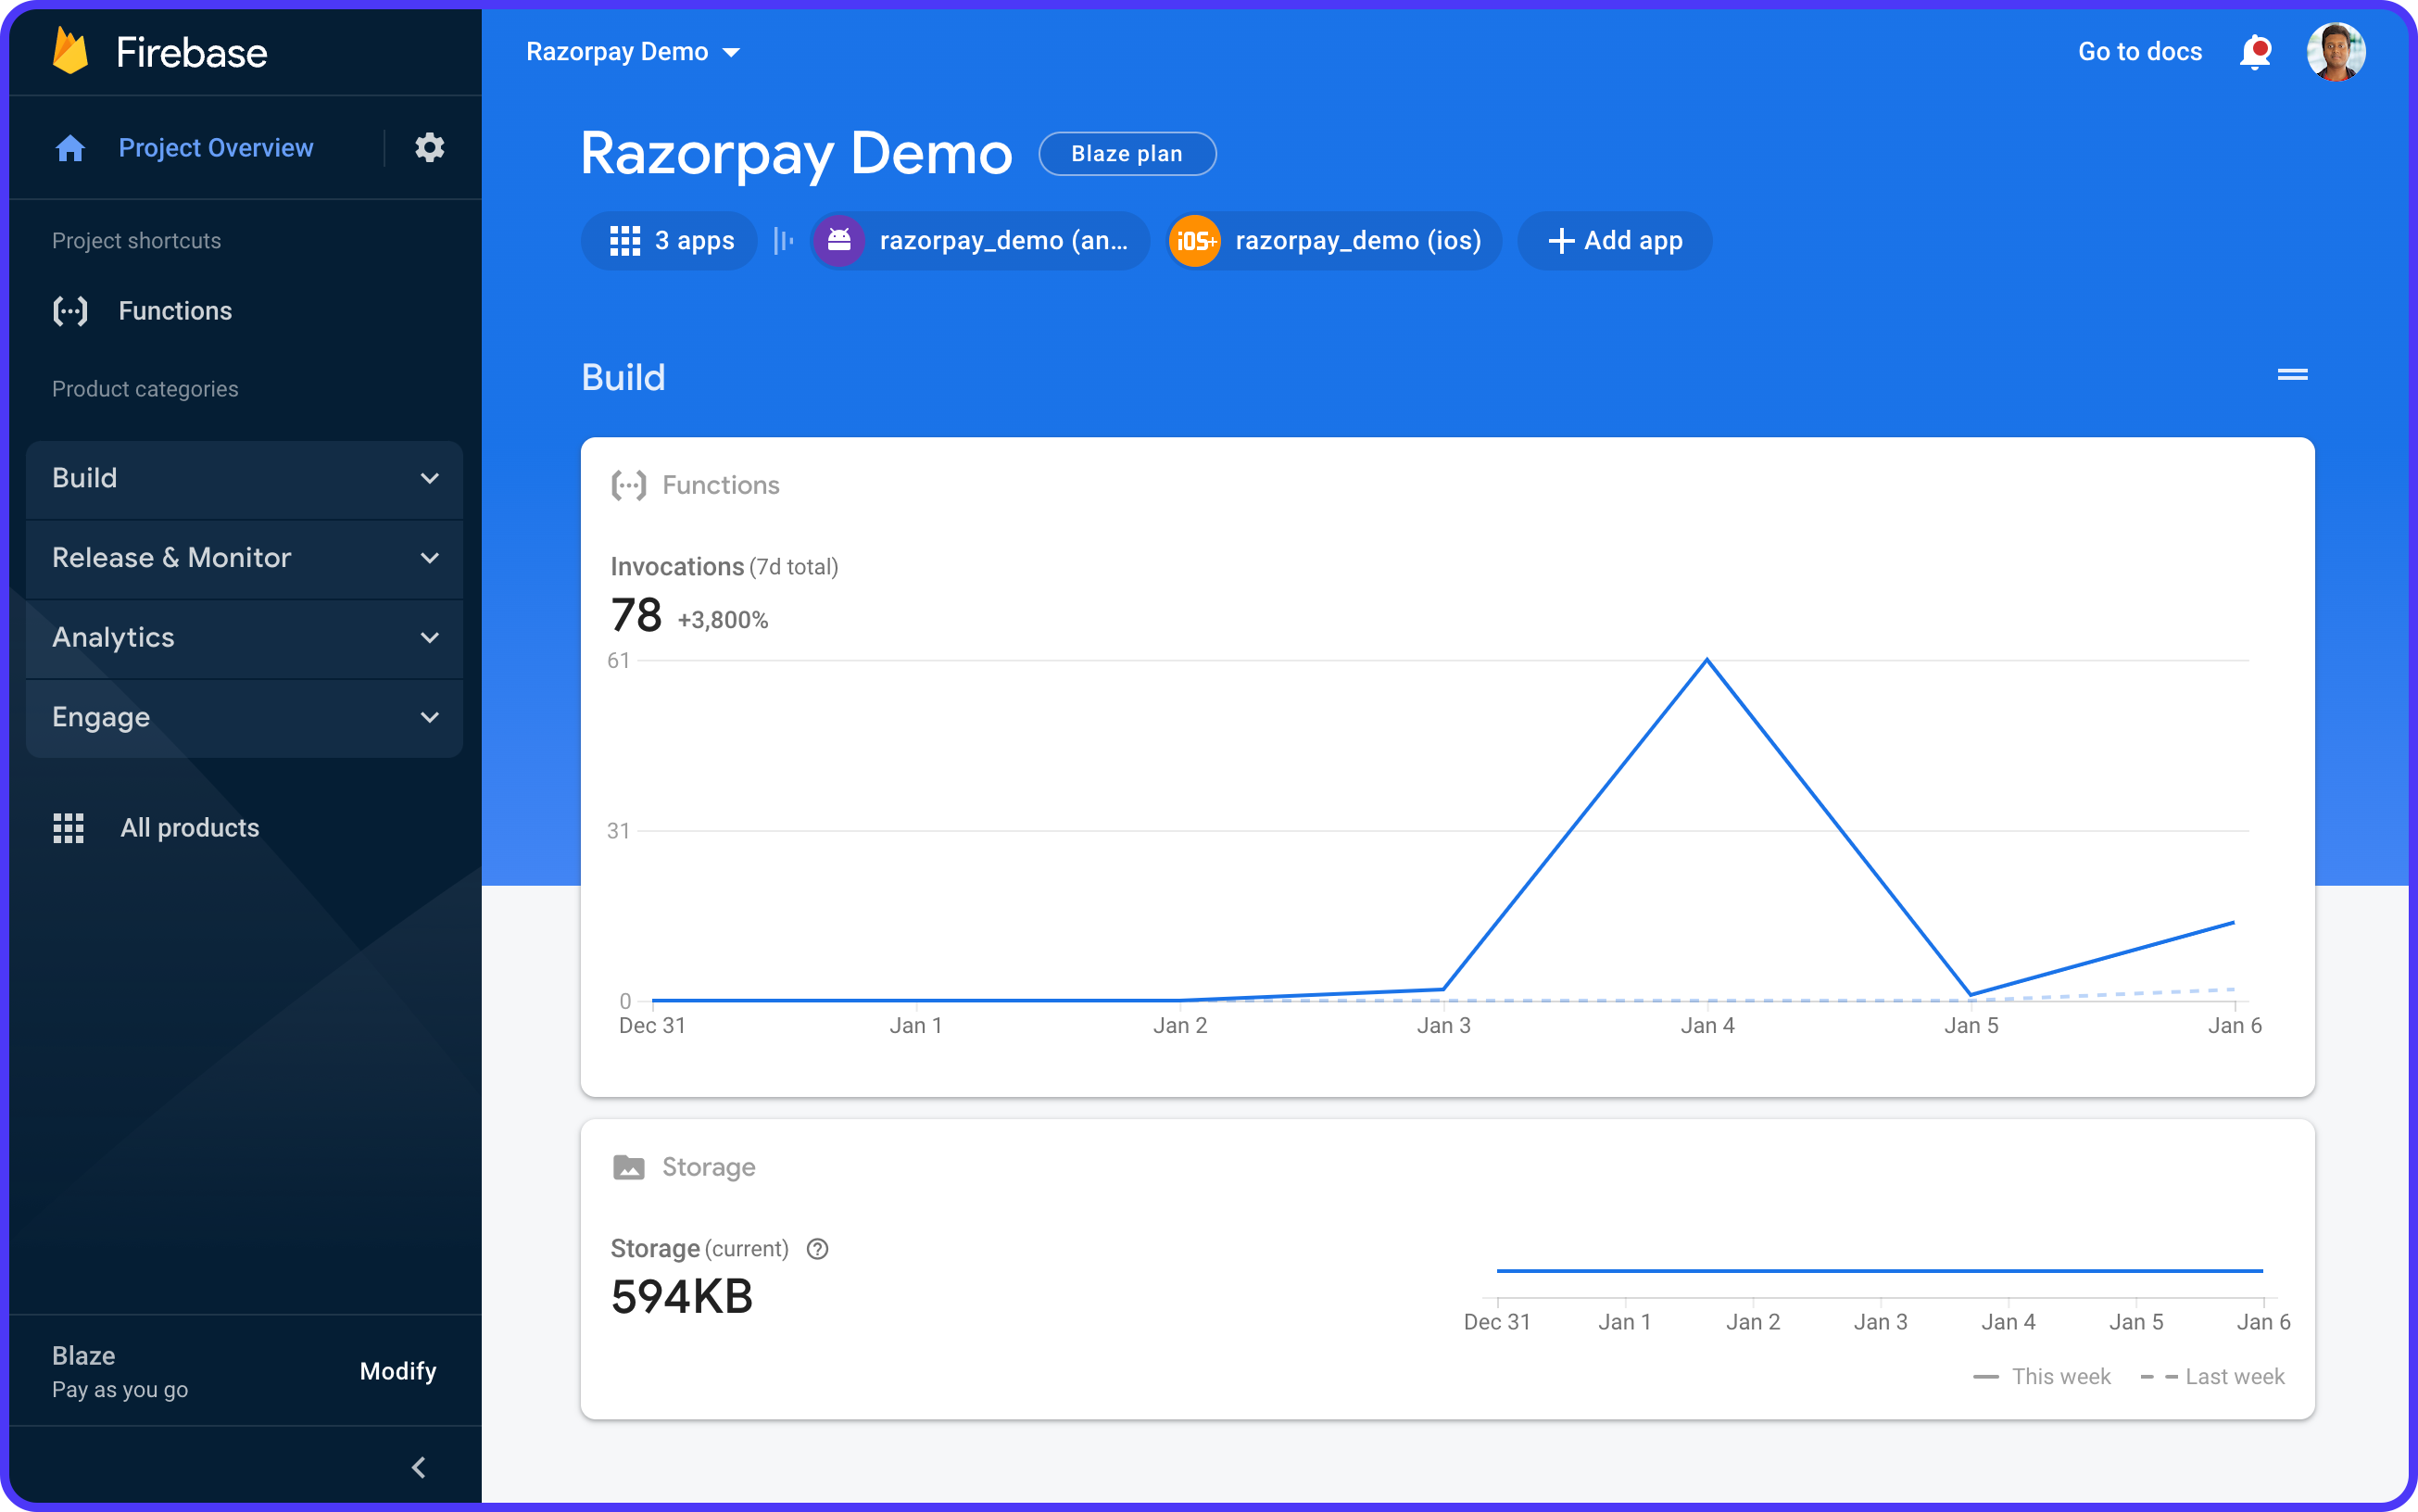 Firebase
Project Overview
Project shortcuts
Functions
Product categories
Build
Release & Monitor
Analytics
Engage
All products
Blaze
Pay as you go
Modify
Razorpay Demo
Go to docs
Razorpay Demo
Blaze plan
3 apps
razorpay_demo (an...
iOS+
razorpay_demo (ios)
Add app
Build
Functions
Invocations (7d total)
78 +3,800%
61
31
0
Dec 31 Jan 1 Jan 2 Jan 3 Jan 4 Jan 5 Jan 6
Storage
Storage (current)
594KB
Dec 31 Jan 1 Jan 2 Jan 3 Jan 4 Jan 5 Jan 6
This week Last week